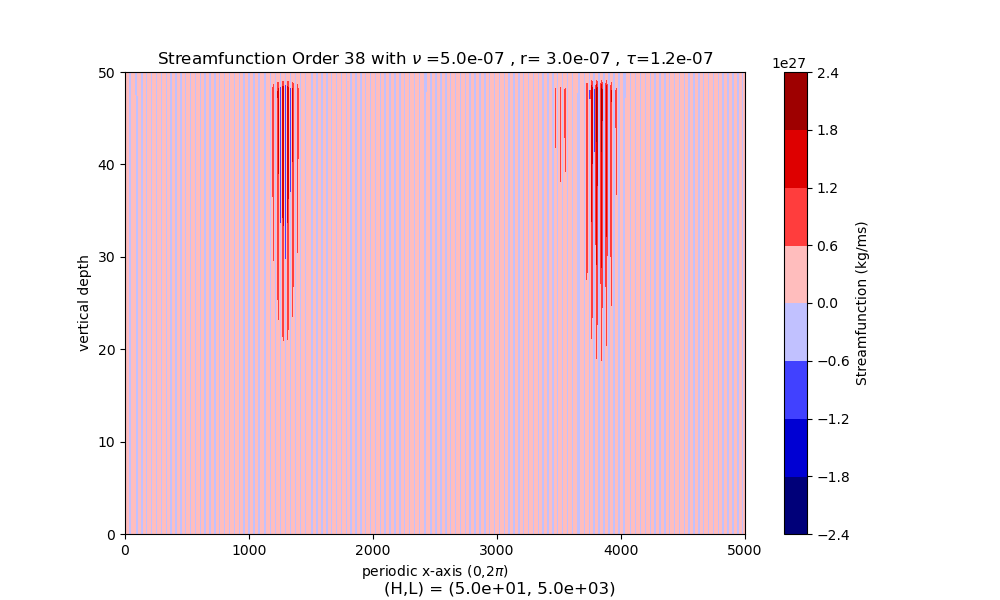 Streamfunction Order 38 with ν =5.0e-07 , r= 3.0e-07 , τ=1.2e-07
1e27
50
40
30
20
10
0
vertical depth
0 1000 2000 3000 4000 5000
periodic x-axis (0,2π)
(H,L) = (5.0e+01, 5.0e+03)
2.4
1.8
1.2
0.6
0.0
−0.6
−1.2
−1.8
−2.4
Streamfunction (kg/ms)